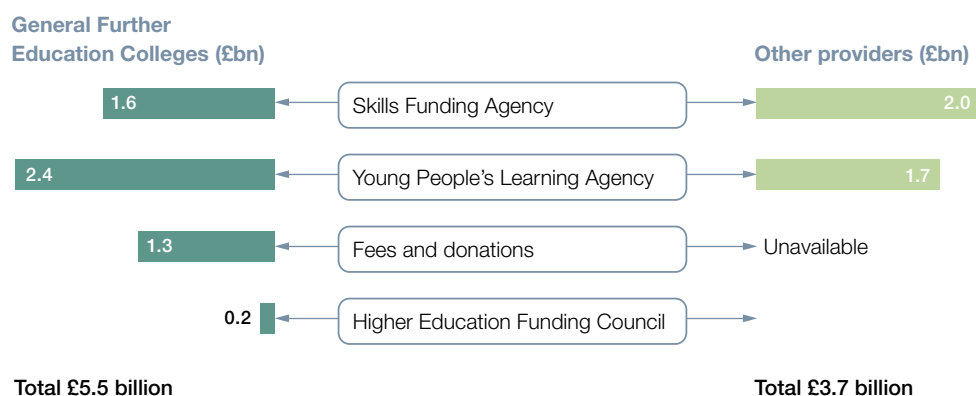 General Further
Education Colleges (£bn)
Other providers (£bn)
1.6
Skills Funding Agency
2.0
2.4
Young People's Learning Agency
1.7
1.3
Fees and donations
Unavailable
0.2
Higher Education Funding Council
Total £5.5 billion
Total £3.7 billion